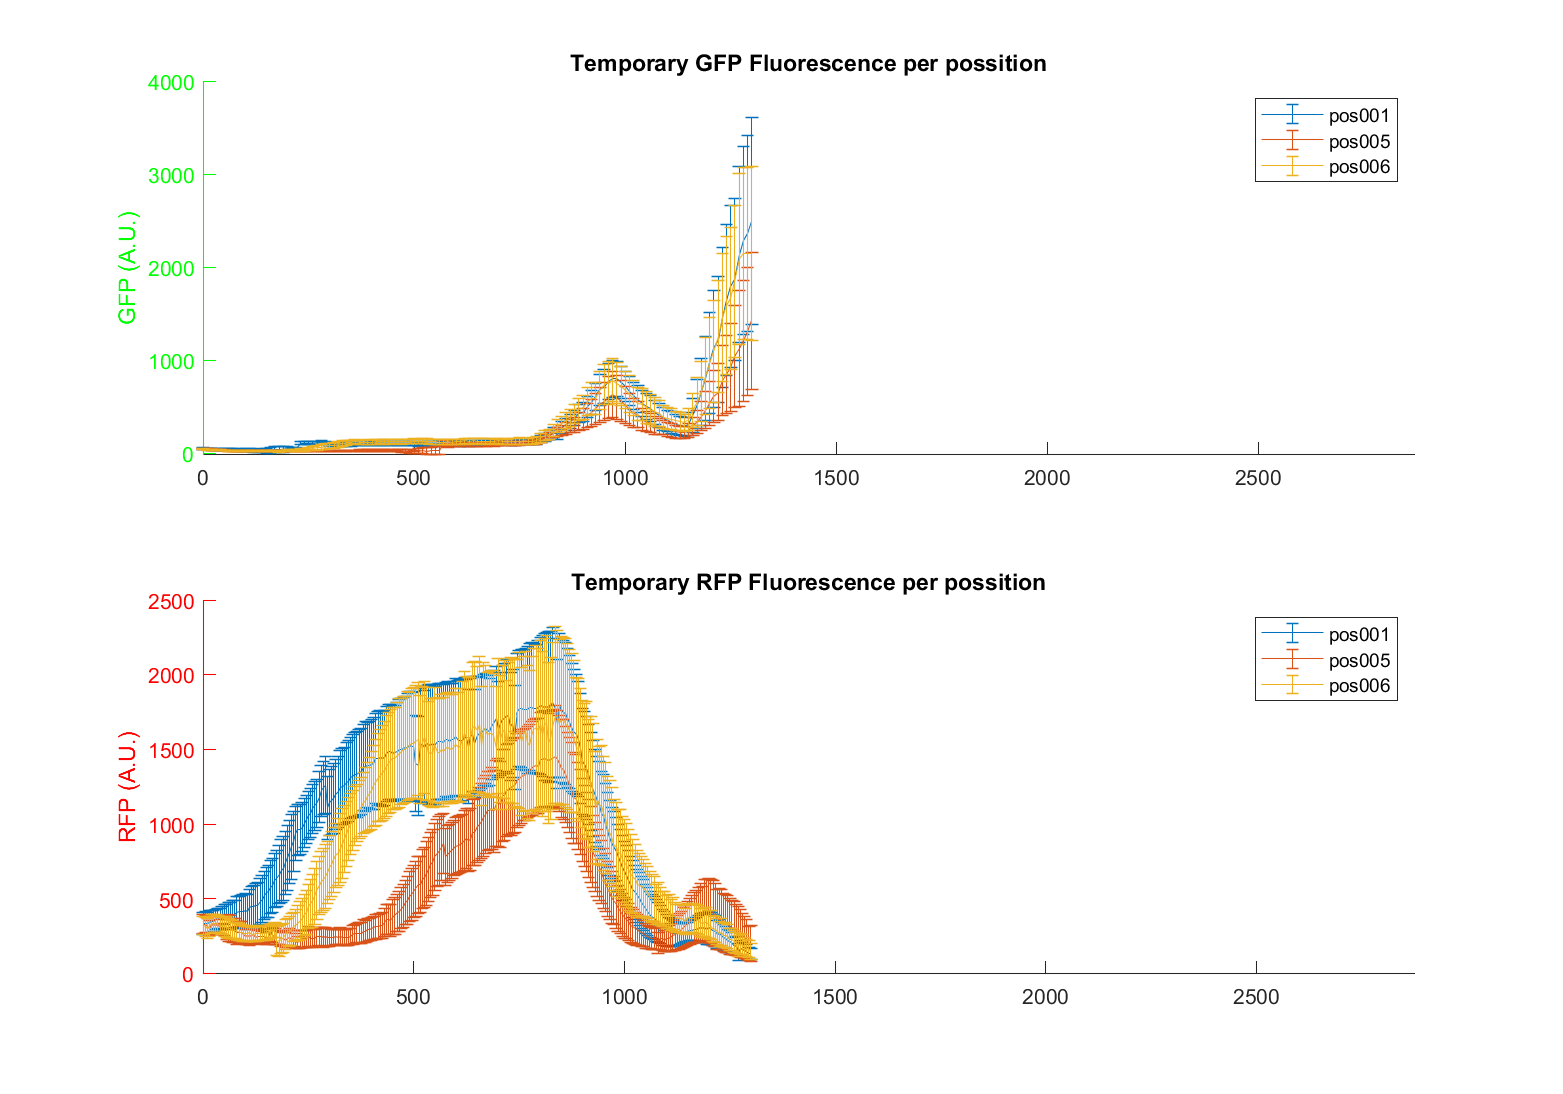 Temporary GFP Fluorescence per possition
4000
3000
2000
1000
0
GFP (A.U.)
0 500 1000 1500 2000 2500
pos001
pos005
pos006
Temporary RFP Fluorescence per possition
2500
2000
1500
1000
500
0
RFP (A.U.)
0 500 1000 1500 2000 2500
pos001
pos005
pos006